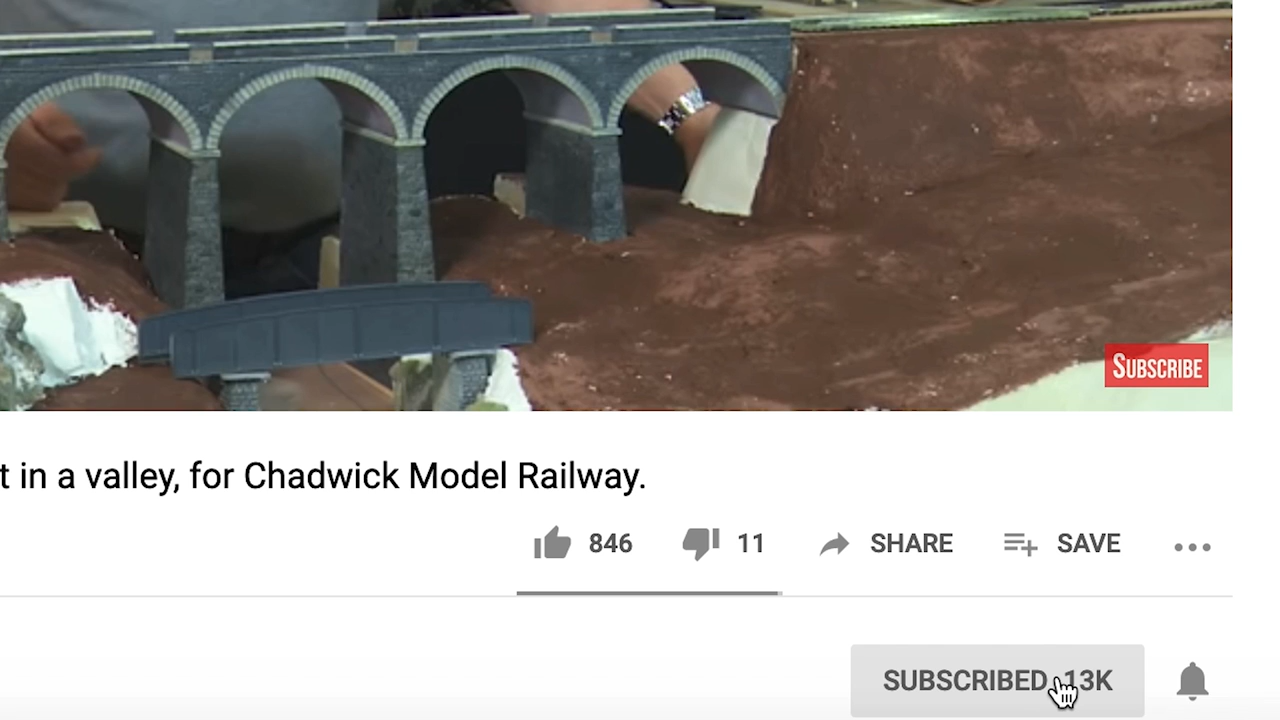 SUBSCRIBE
t in a valley, for Chadwick Model Railway.
846 11 SHARE SAVE
SUBSCRIBED 13K